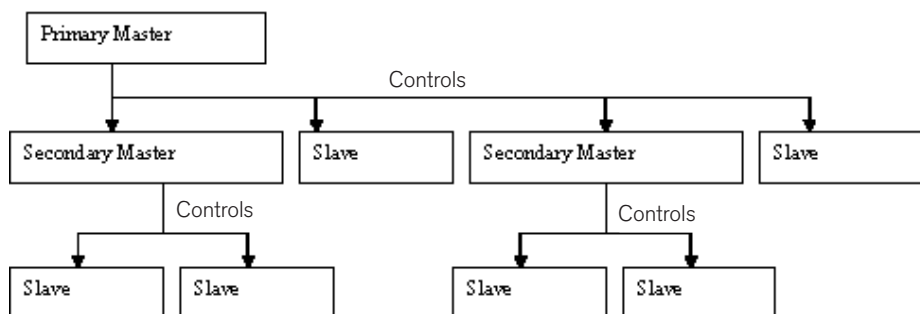 Primary Master
Controls
Secondary Master
Slave
Secondary Master
Slave
Controls
Controls
Slave
Slave
Slave
Slave